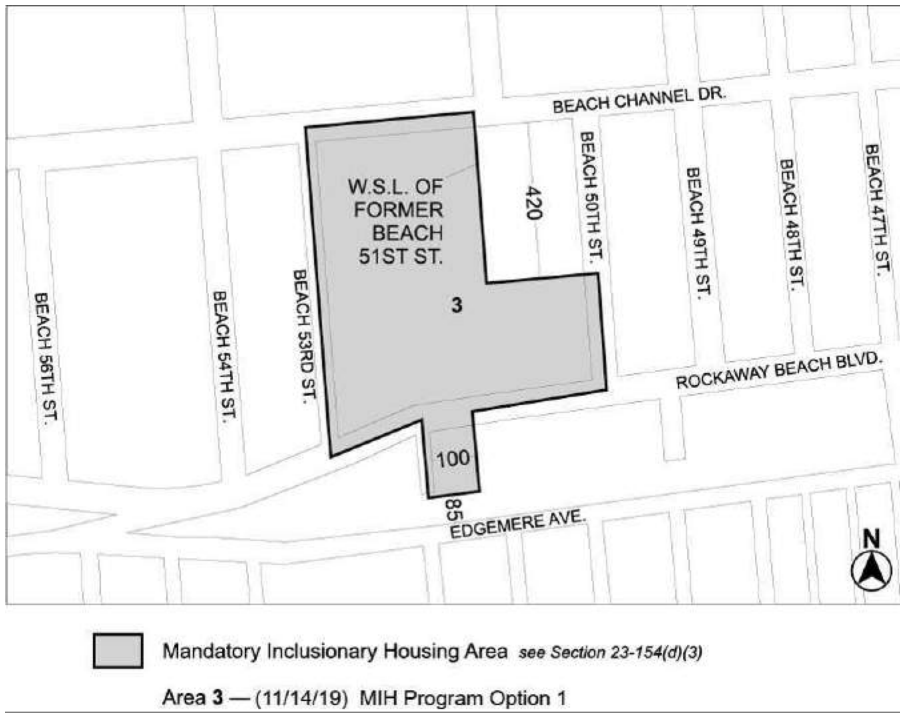 BEACH CHANNEL DR.
W.S.L. OF
FORMER
BEACH
51ST ST.
420
BEACH 50TH ST.
BEACH 49TH ST.
BEACH 48TH ST.
BEACH 47TH ST.
BEACH 56TH ST.
BEACH 54TH ST.
BEACH 53RD ST.
3
ROCKAWAY BEACH BLVD.
100
85
EDGEMERE AVE.
N
Mandatory Inclusionary Housing Area see Section 23-154(d)(3)
Area 3 — (11/14/19) MIH Program Option 1